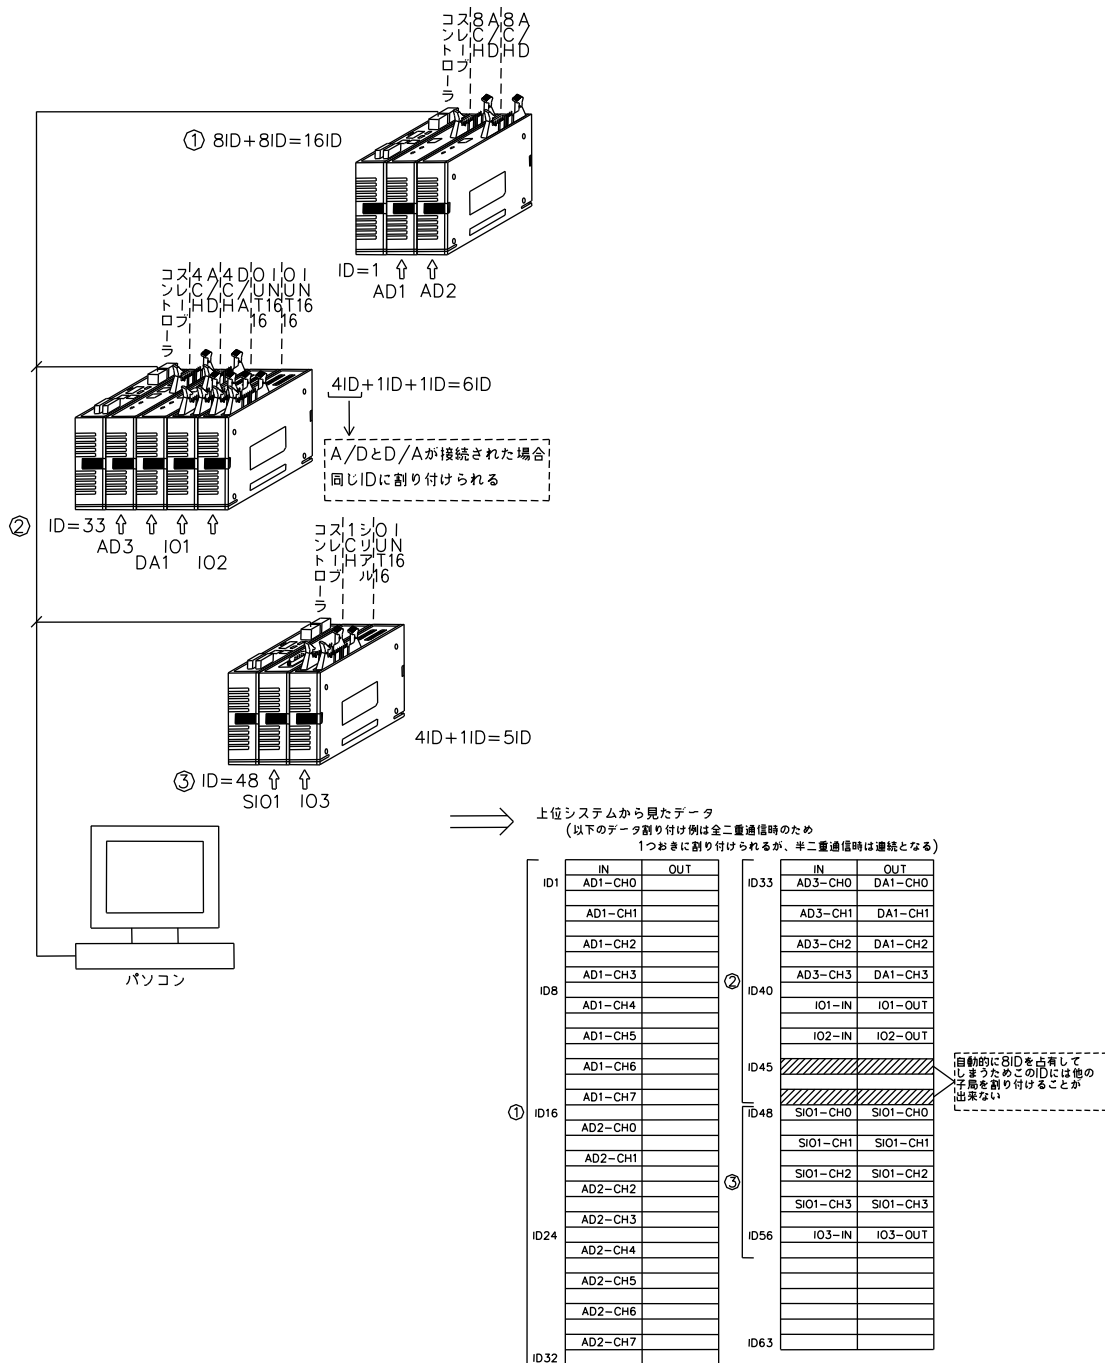 スレーブ
コントローラ
8CH
A/D
8CH
A/D
① 8ID+8ID=16ID
ID=1
AD1
AD2
スレーブ
コントローラ
4CH
A/D
4CH
D/A
OUT16
IN16
OUT16
IN16
4ID+1ID+1ID=6ID
A/DとD/Aが接続された場合
同じIDに割り付けられる
② ID=33
AD3
DA1
IO1
IO2
スレーブ
コントローラ
1CH
シリアル
OUT16
IN16
4ID+1ID=5ID
③ ID=48
SIO1
IO3
パソコン
上位システムから見たデータ
(以下のデータ割り付け例は全二重通信時のため
1つおきに割り付けられるが、半二重通信時は連続となる)
①
IN OUT
ID1 AD1-CH0
AD1-CH1
AD1-CH2
AD1-CH3
ID8
AD1-CH4
AD1-CH5
AD1-CH6
AD1-CH7
ID16
AD2-CH0
AD2-CH1
AD2-CH2
AD2-CH3
ID24
AD2-CH4
AD2-CH5
AD2-CH6
AD2-CH7
ID32
②
IN OUT
ID33 AD3-CH0 DA1-CH0
AD3-CH1 DA1-CH1
AD3-CH2 DA1-CH2
AD3-CH3 DA1-CH3
ID40
IO1-IN IO1-OUT
IO2-IN IO2-OUT
ID45
自動的に8IDを占有して
しまうためこのIDには他の
子局を割り付けることが
出来ない
③
ID48 SIO1-CH0 SIO1-CH0
SIO1-CH1 SIO1-CH1
SIO1-CH2 SIO1-CH2
SIO1-CH3 SIO1-CH3
ID56 IO3-IN IO3-OUT
ID63